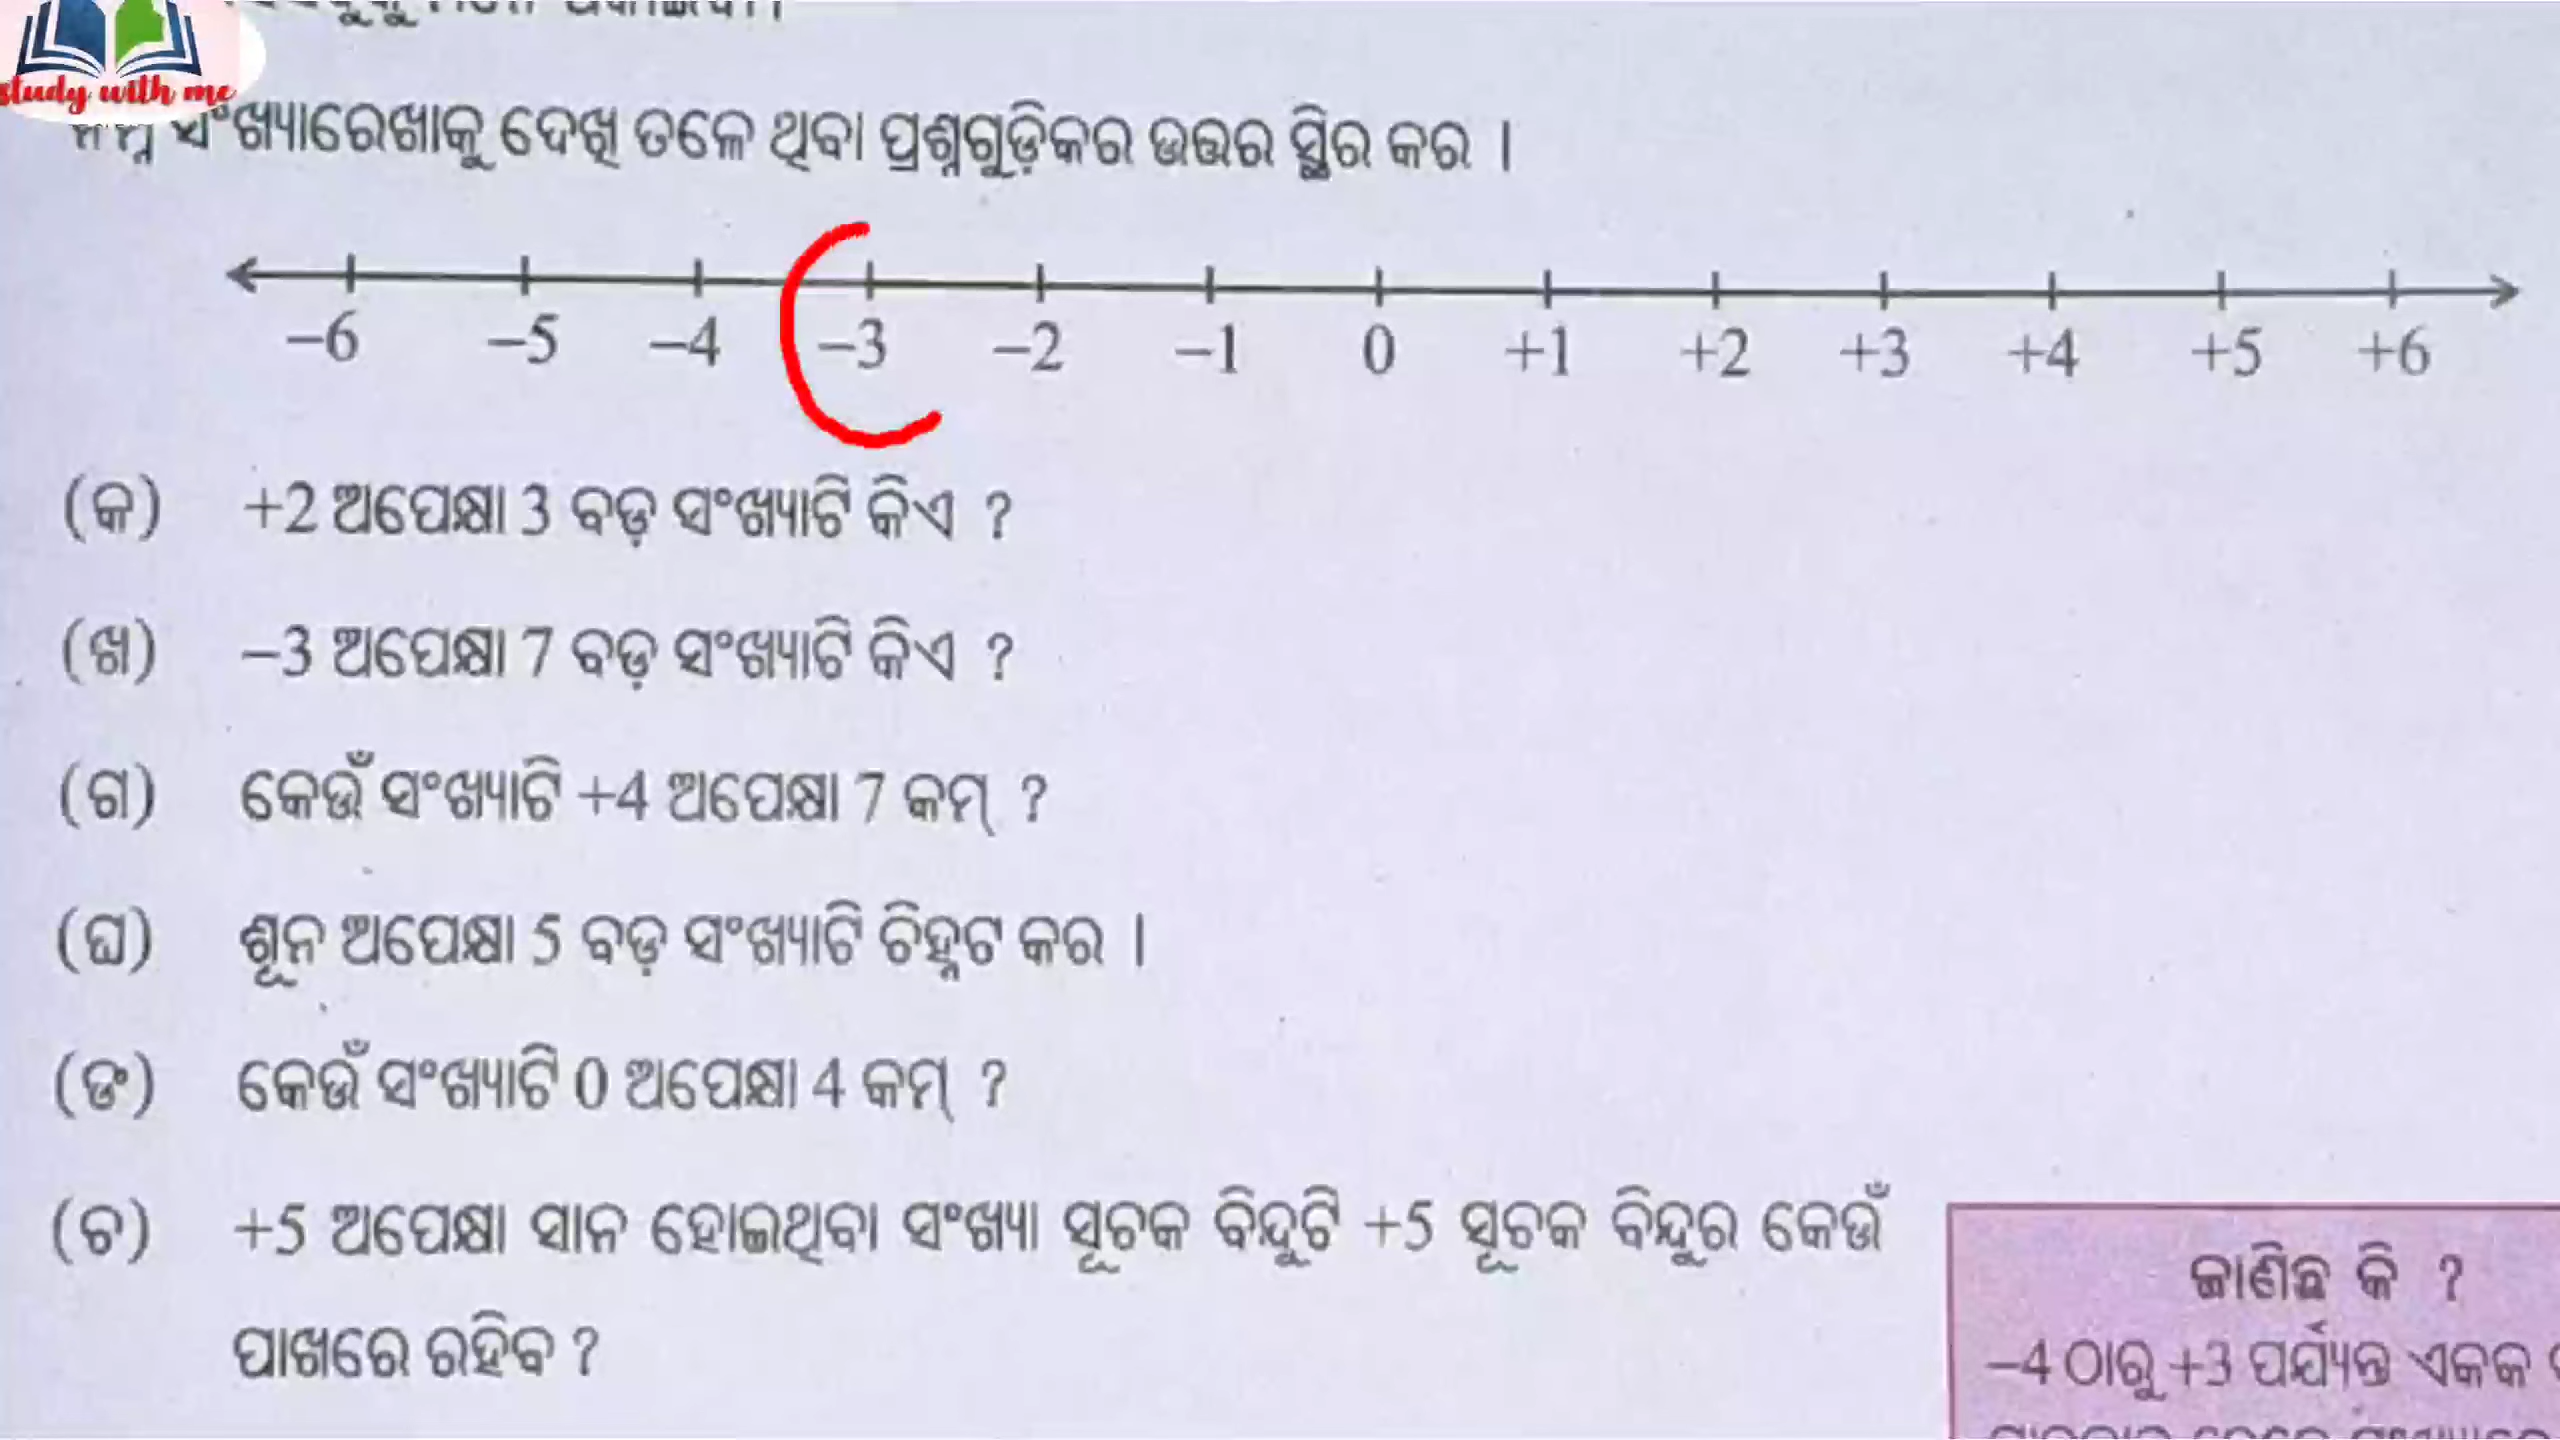 study with me
ସଂଖ୍ୟାରେଖାକୁ ଦେଖି ତଳେ ଥିବା ପ୍ରଶ୍ନଗୁଡ଼ିକର ଉତ୍ତର ସ୍ଥିର କର ।
–6 –5 –4 –3 –2 –1 0 +1 +2 +3 +4 +5 +6
(କ) +2 ଅପେକ୍ଷା 3 ବଡ଼ ସଂଖ୍ୟାଟି କିଏ ?
(ଖ) –3 ଅପେକ୍ଷା 7 ବଡ଼ ସଂଖ୍ୟାଟି କିଏ ?
(ଗ) କେଉଁ ସଂଖ୍ୟାଟି +4 ଅପେକ୍ଷା 7 କମ୍ ?
(ଘ) ଶୂନ ଅପେକ୍ଷା 5 ବଡ଼ ସଂଖ୍ୟାଟି ଚିହ୍ନଟ କର ।
(ଙ) କେଉଁ ସଂଖ୍ୟାଟି 0 ଅପେକ୍ଷା 4 କମ୍ ?
(ଚ) +5 ଅପେକ୍ଷା ସାନ ହୋଇଥିବା ସଂଖ୍ୟା ସୂଚକ ବିନ୍ଦୁଟି +5 ସୂଚକ ବିନ୍ଦୁର କେଉଁ
ପାଖରେ ରହିବ ?
ଜାଣିଛ କି ?
–4 ଠାରୁ +3 ପର୍ଯ୍ୟନ୍ତ ଏକକ